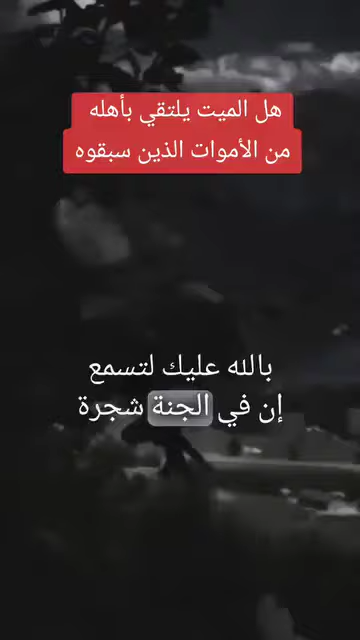 هل الميت يلتقي بأهله
من الأموات الذين سبقوه
بالله عليك لتسمع
إن في الجنة شجرة